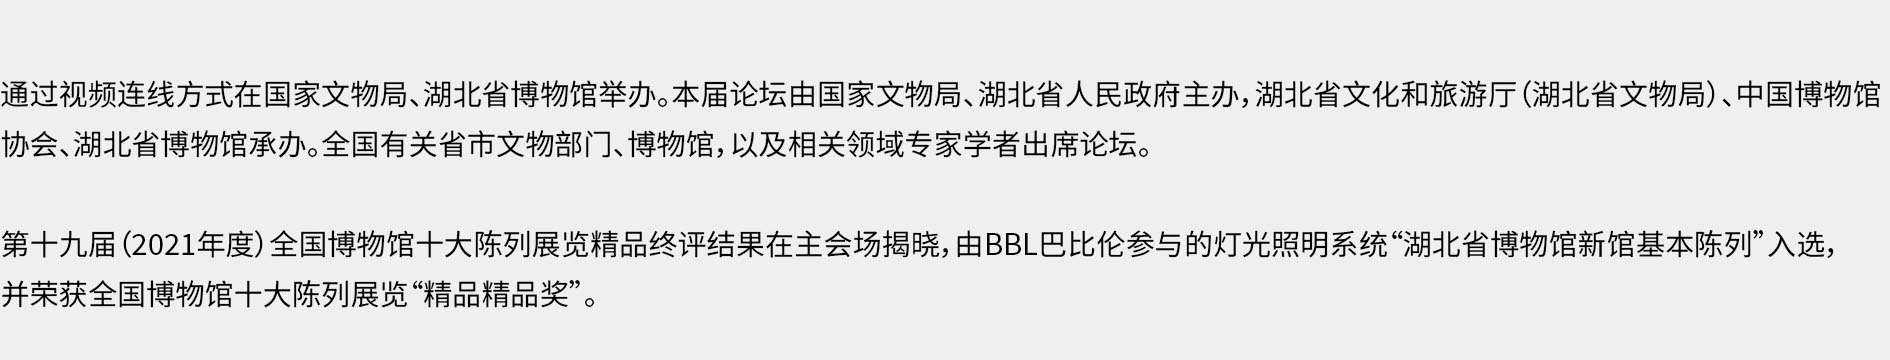 通过视频连线方式在国家文物局、湖北省博物馆举办。本届论坛由国家文物局、湖北省人民政府主办，湖北省文化和旅游厅（湖北省文物局）、中国博物馆
协会、湖北省博物馆承办。全国有关省市文物部门、博物馆，以及相关领域专家学者出席论坛。
第十九届（2021年度）全国博物馆十大陈列展览精品终评结果在主会场揭晓，由BBL巴比伦参与的灯光照明系统“湖北省博物馆新馆基本陈列”入选，
并荣获全国博物馆十大陈列展览“精品精品奖”。